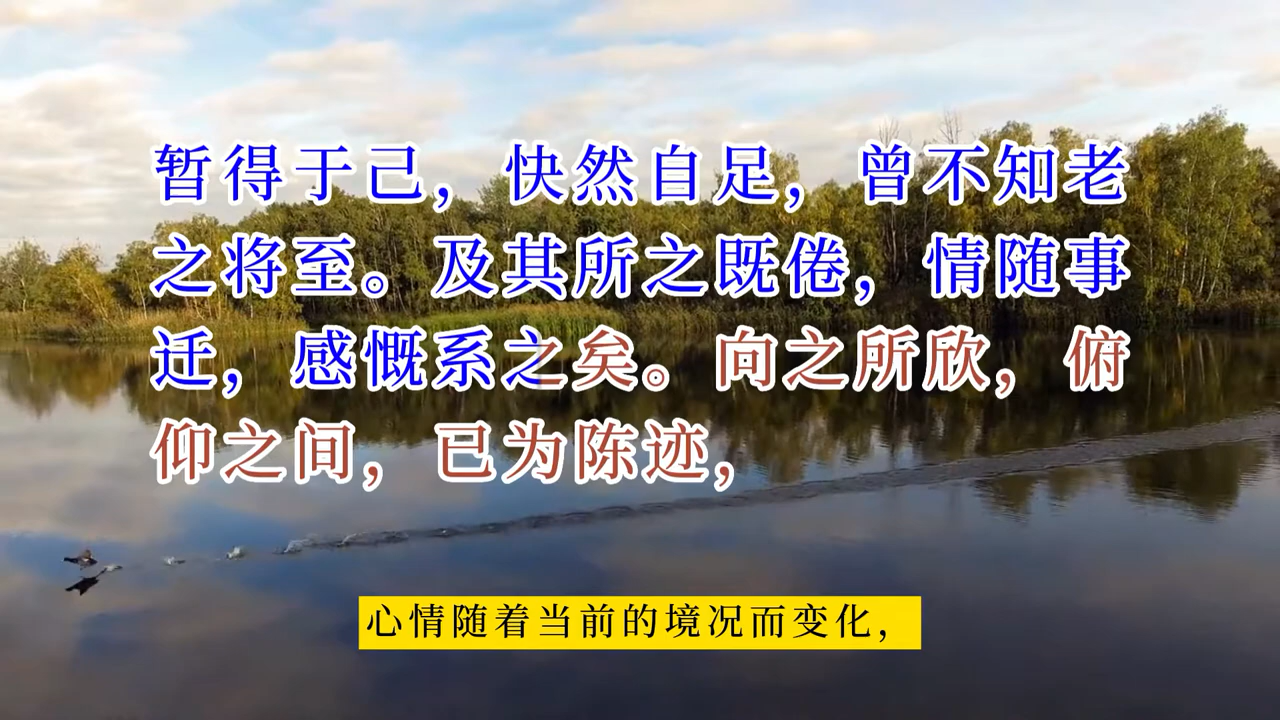 暂得于己，怏然自足，曾不知老
之将至。及其所之既倦，情随事
迁，感慨系之矣。向之所欣，俯
仰之间，已为陈迹，
心情随着当前的境况而变化，